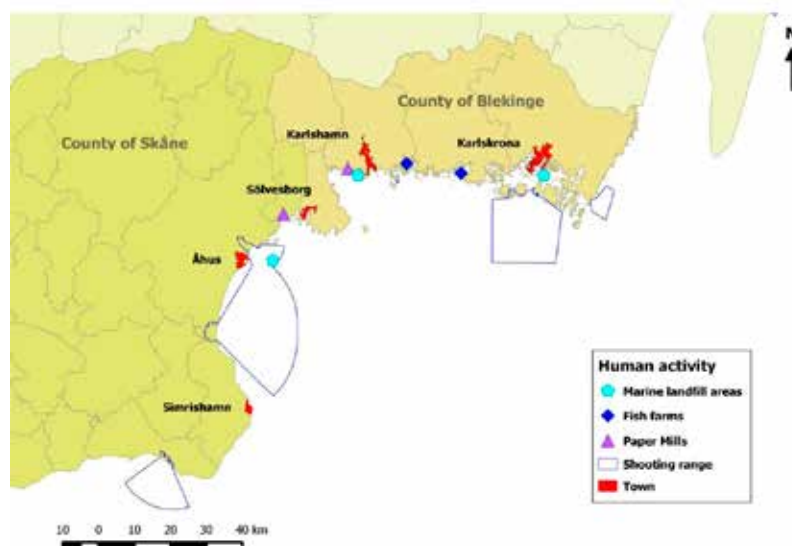 N
County of Blekinge
County of Skåne
Karlshamn
Karlskrona
Sölvesborg
Åhus
Simrishamn
Human activity
Marine landfill areas
Fish farms
Paper Mills
Shooting range
Town
10 0 10 20 30 40 km